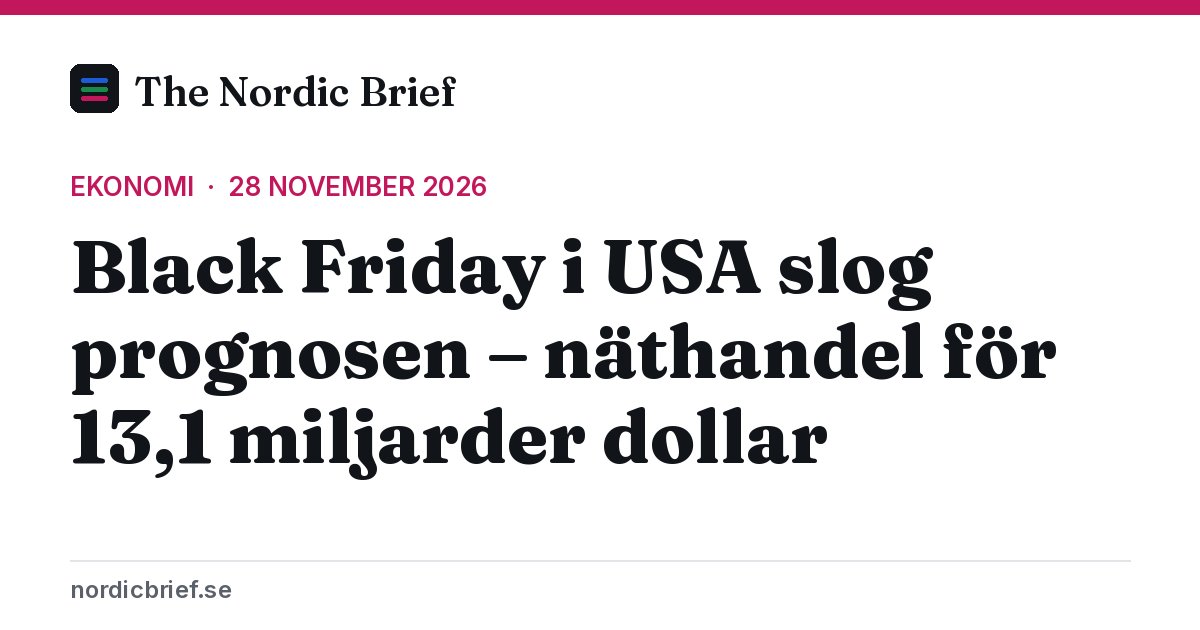 The Nordic Brief
EKONOMI · 28 NOVEMBER 2026
Black Friday i USA slog
prognosen – näthandel för
13,1 miljarder dollar
nordicbrief.se